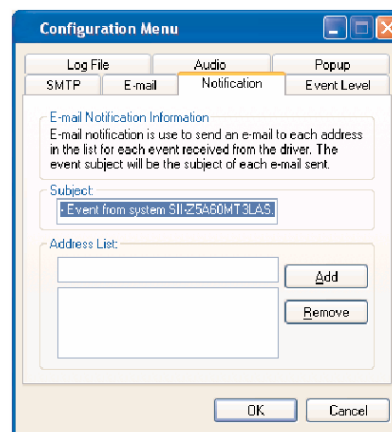 Configuration Menu
Log File Audio Popup
SMTP E-mail Notification Event Level
E-mail Notification Information
E-mail notification is use to send an e-mail to each address
in the list for each event received from the driver. The
event subject will be the subject of each e-mail sent.
Subject:
- Event from system SII-Z5A60MT3LAS.
Address List:
Add
Remove
OK Cancel